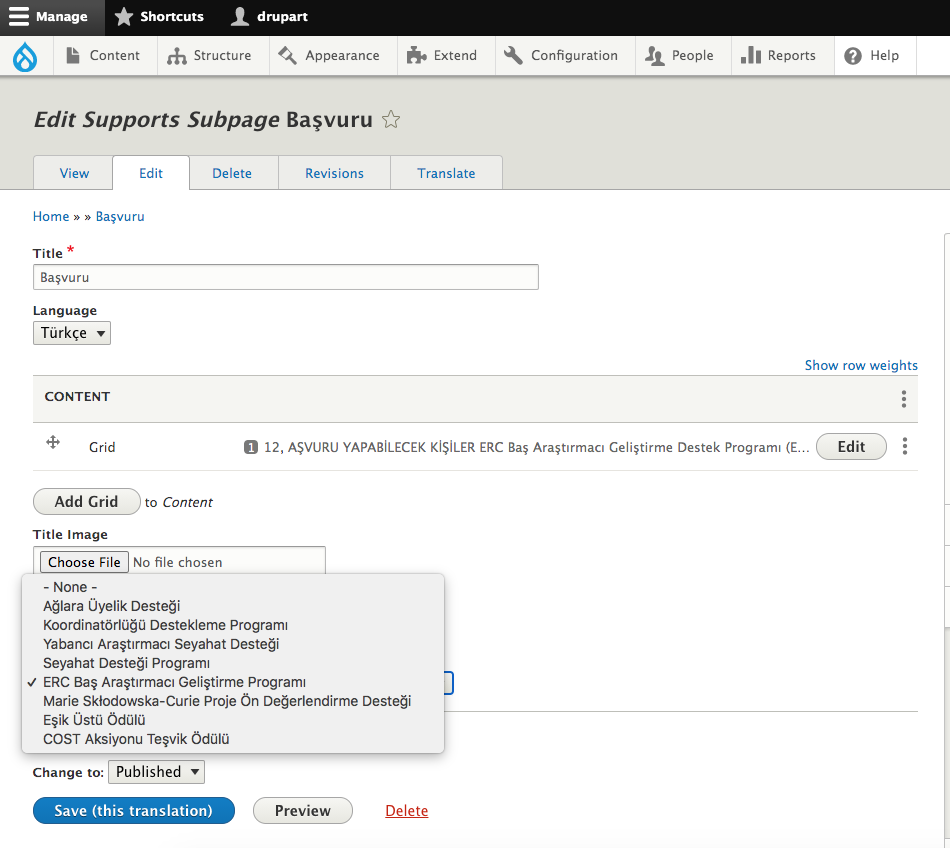 Manage Shortcuts drupart
Content Structure Appearance Extend Configuration People Reports Help
Edit Supports Subpage Başvuru
View Edit Delete Revisions Translate
Home » » Başvuru
Title *
Başvuru
Language
Türkçe
Show row weights
CONTENT
Grid 1 12, AŞVURU YAPABİLECEK KİŞİLER ERC Baş Araştırmacı Geliştirme Destek Programı (E... Edit
Add Grid to Content
Title Image
Choose File No file chosen
- None -
Ağlara Üyelik Desteği
Koordinatörlüğü Destekleme Programı
Yabancı Araştırmacı Seyahat Desteği
Seyahat Desteği Programı
✓ ERC Baş Araştırmacı Geliştirme Programı
Marie Skłodowska-Curie Proje Ön Değerlendirme Desteği
Eşik Üstü Ödülü
COST Aksiyonu Teşvik Ödülü
Change to: Published
Save (this translation) Preview Delete